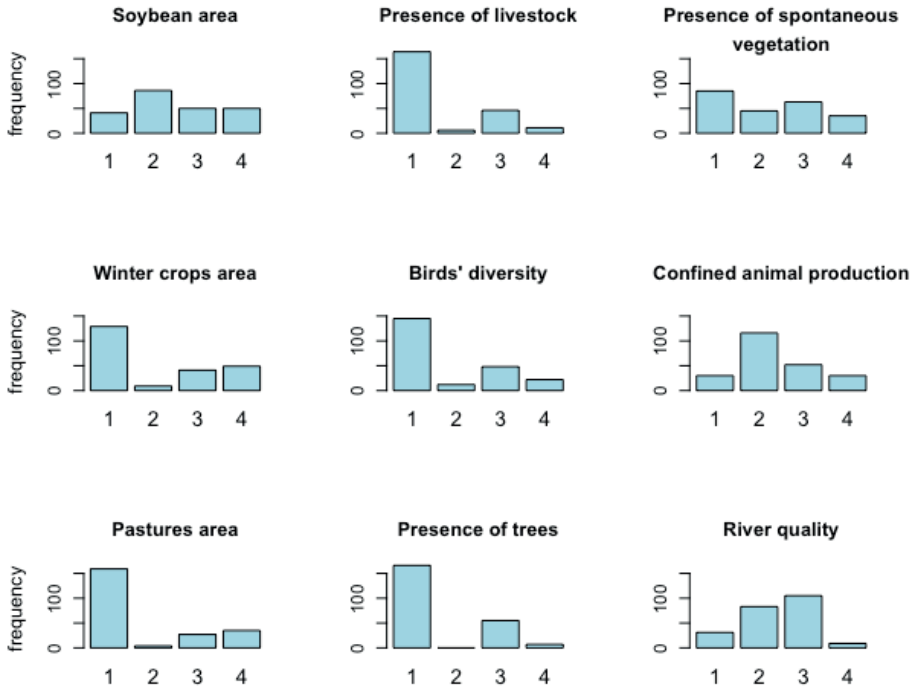 Soybean area
Presence of livestock
Presence of spontaneous
vegetation
frequency
100
0
100
0
100
0
1 2 3 4
1 2 3 4
1 2 3 4
Winter crops area
Birds' diversity
Confined animal production
frequency
100
0
100
0
100
0
1 2 3 4
1 2 3 4
1 2 3 4
Pastures area
Presence of trees
River quality
frequency
100
0
100
0
100
0
1 2 3 4
1 2 3 4
1 2 3 4